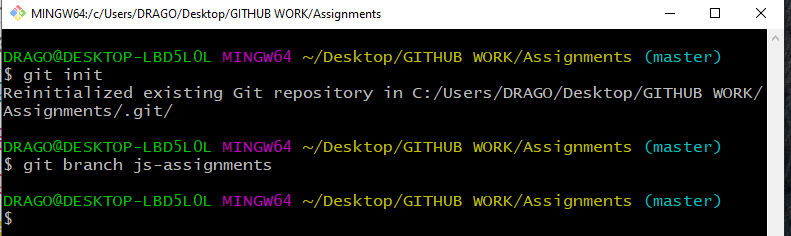 MINGW64:/c/Users/DRAGO/Desktop/GITHUB WORK/Assignments
DRAGO@DESKTOP-LBD5L0L MINGW64 ~/Desktop/GITHUB WORK/Assignments (master)
$ git init
Reinitialized existing Git repository in C:/Users/DRAGO/Desktop/GITHUB WORK/
Assignments/.git/
DRAGO@DESKTOP-LBD5L0L MINGW64 ~/Desktop/GITHUB WORK/Assignments (master)
$ git branch js-assignments
DRAGO@DESKTOP-LBD5L0L MINGW64 ~/Desktop/GITHUB WORK/Assignments (master)
$